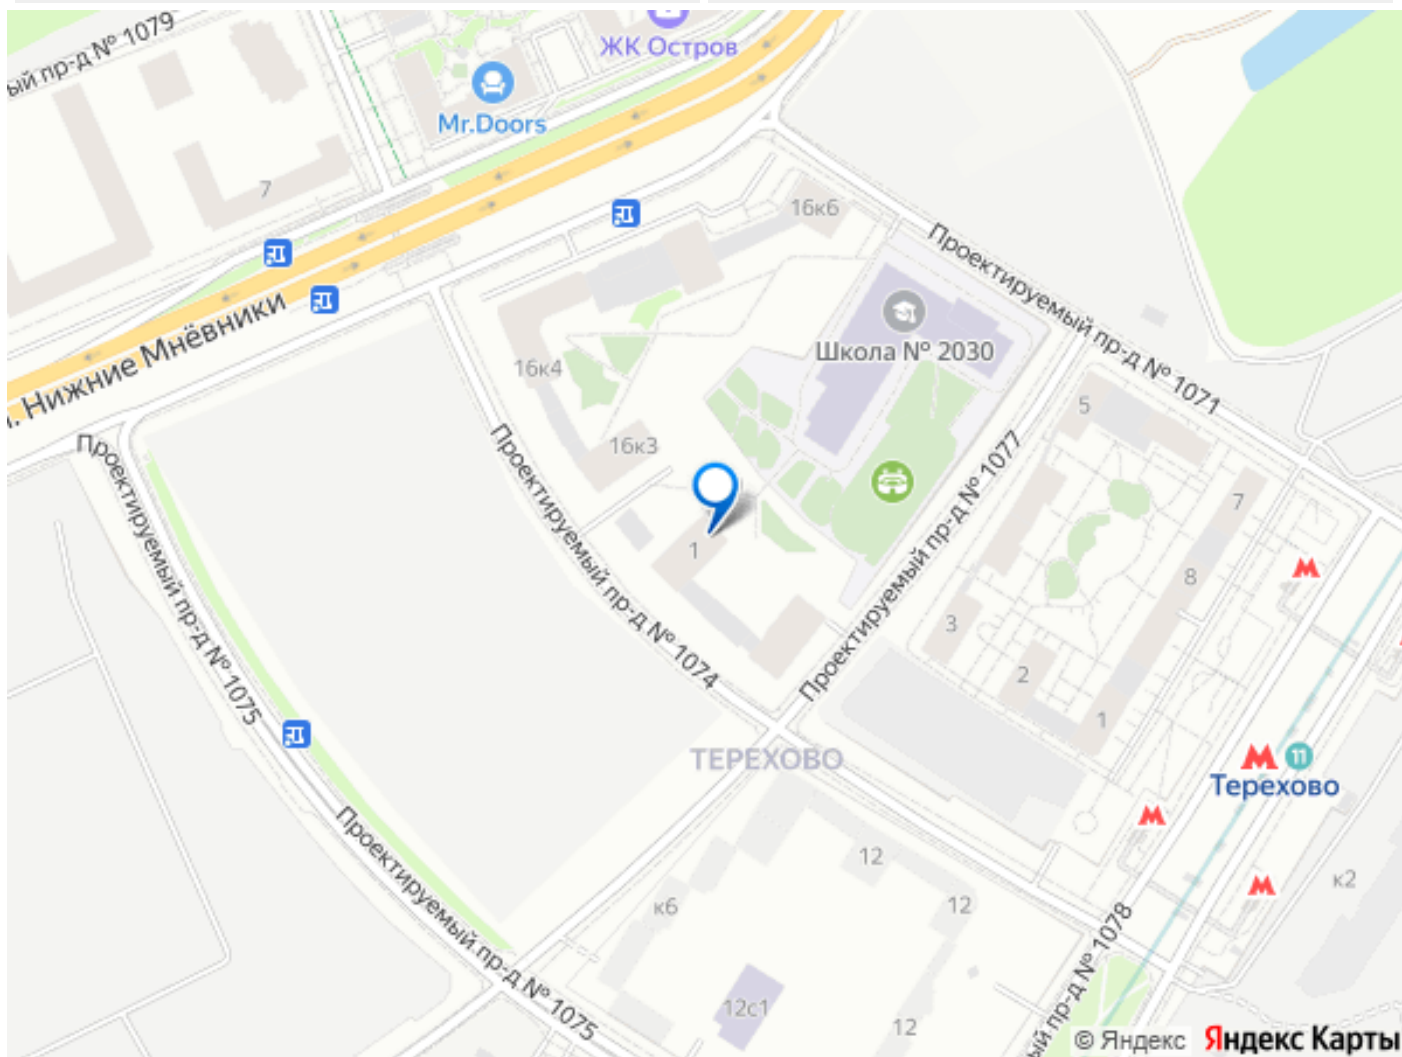 ый пр-д № 1079
ЖК Остров
Mr.Doors
7
16к6
Проектируемый пр-д № 1071
. Нижние Мнёвники
Школа № 2030
16к4
16к3
5
Проектируемый пр-д № 1077
7
8
Проектируемый пр-д № 1075
Проектируемый пр-д № 1074
1
3
2
1
ТЕРЕХОВО
11
Терехово
Проектируемый пр-д № 1075
12
к6
12
к2
12с1
12
ый пр-д № 1078
© Яндекс Яндекс Карты